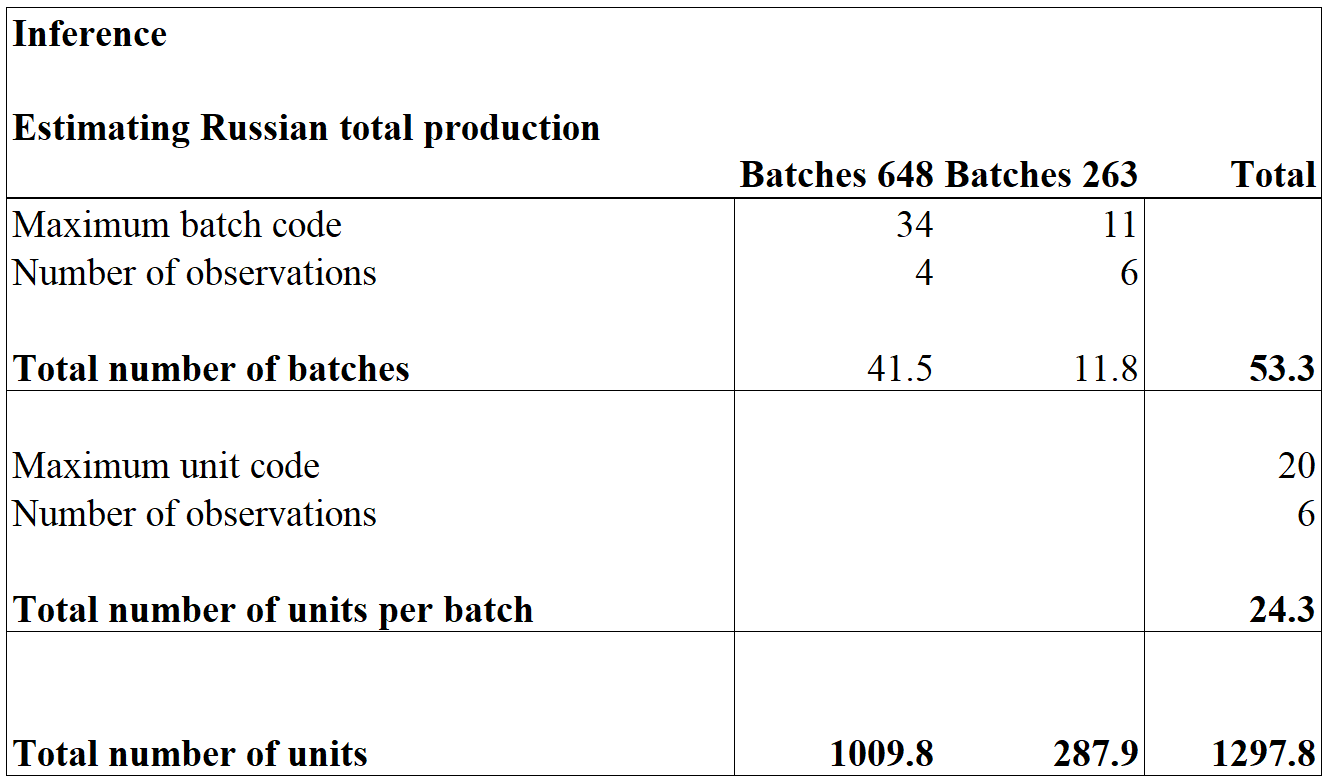 Inference
Estimating Russian total production
Batches 648 Batches 263 Total
Maximum batch code 34 11
Number of observations 4 6
Total number of batches 41.5 11.8 53.3
Maximum unit code 20
Number of observations 6
Total number of units per batch 24.3
Total number of units 1009.8 287.9 1297.8